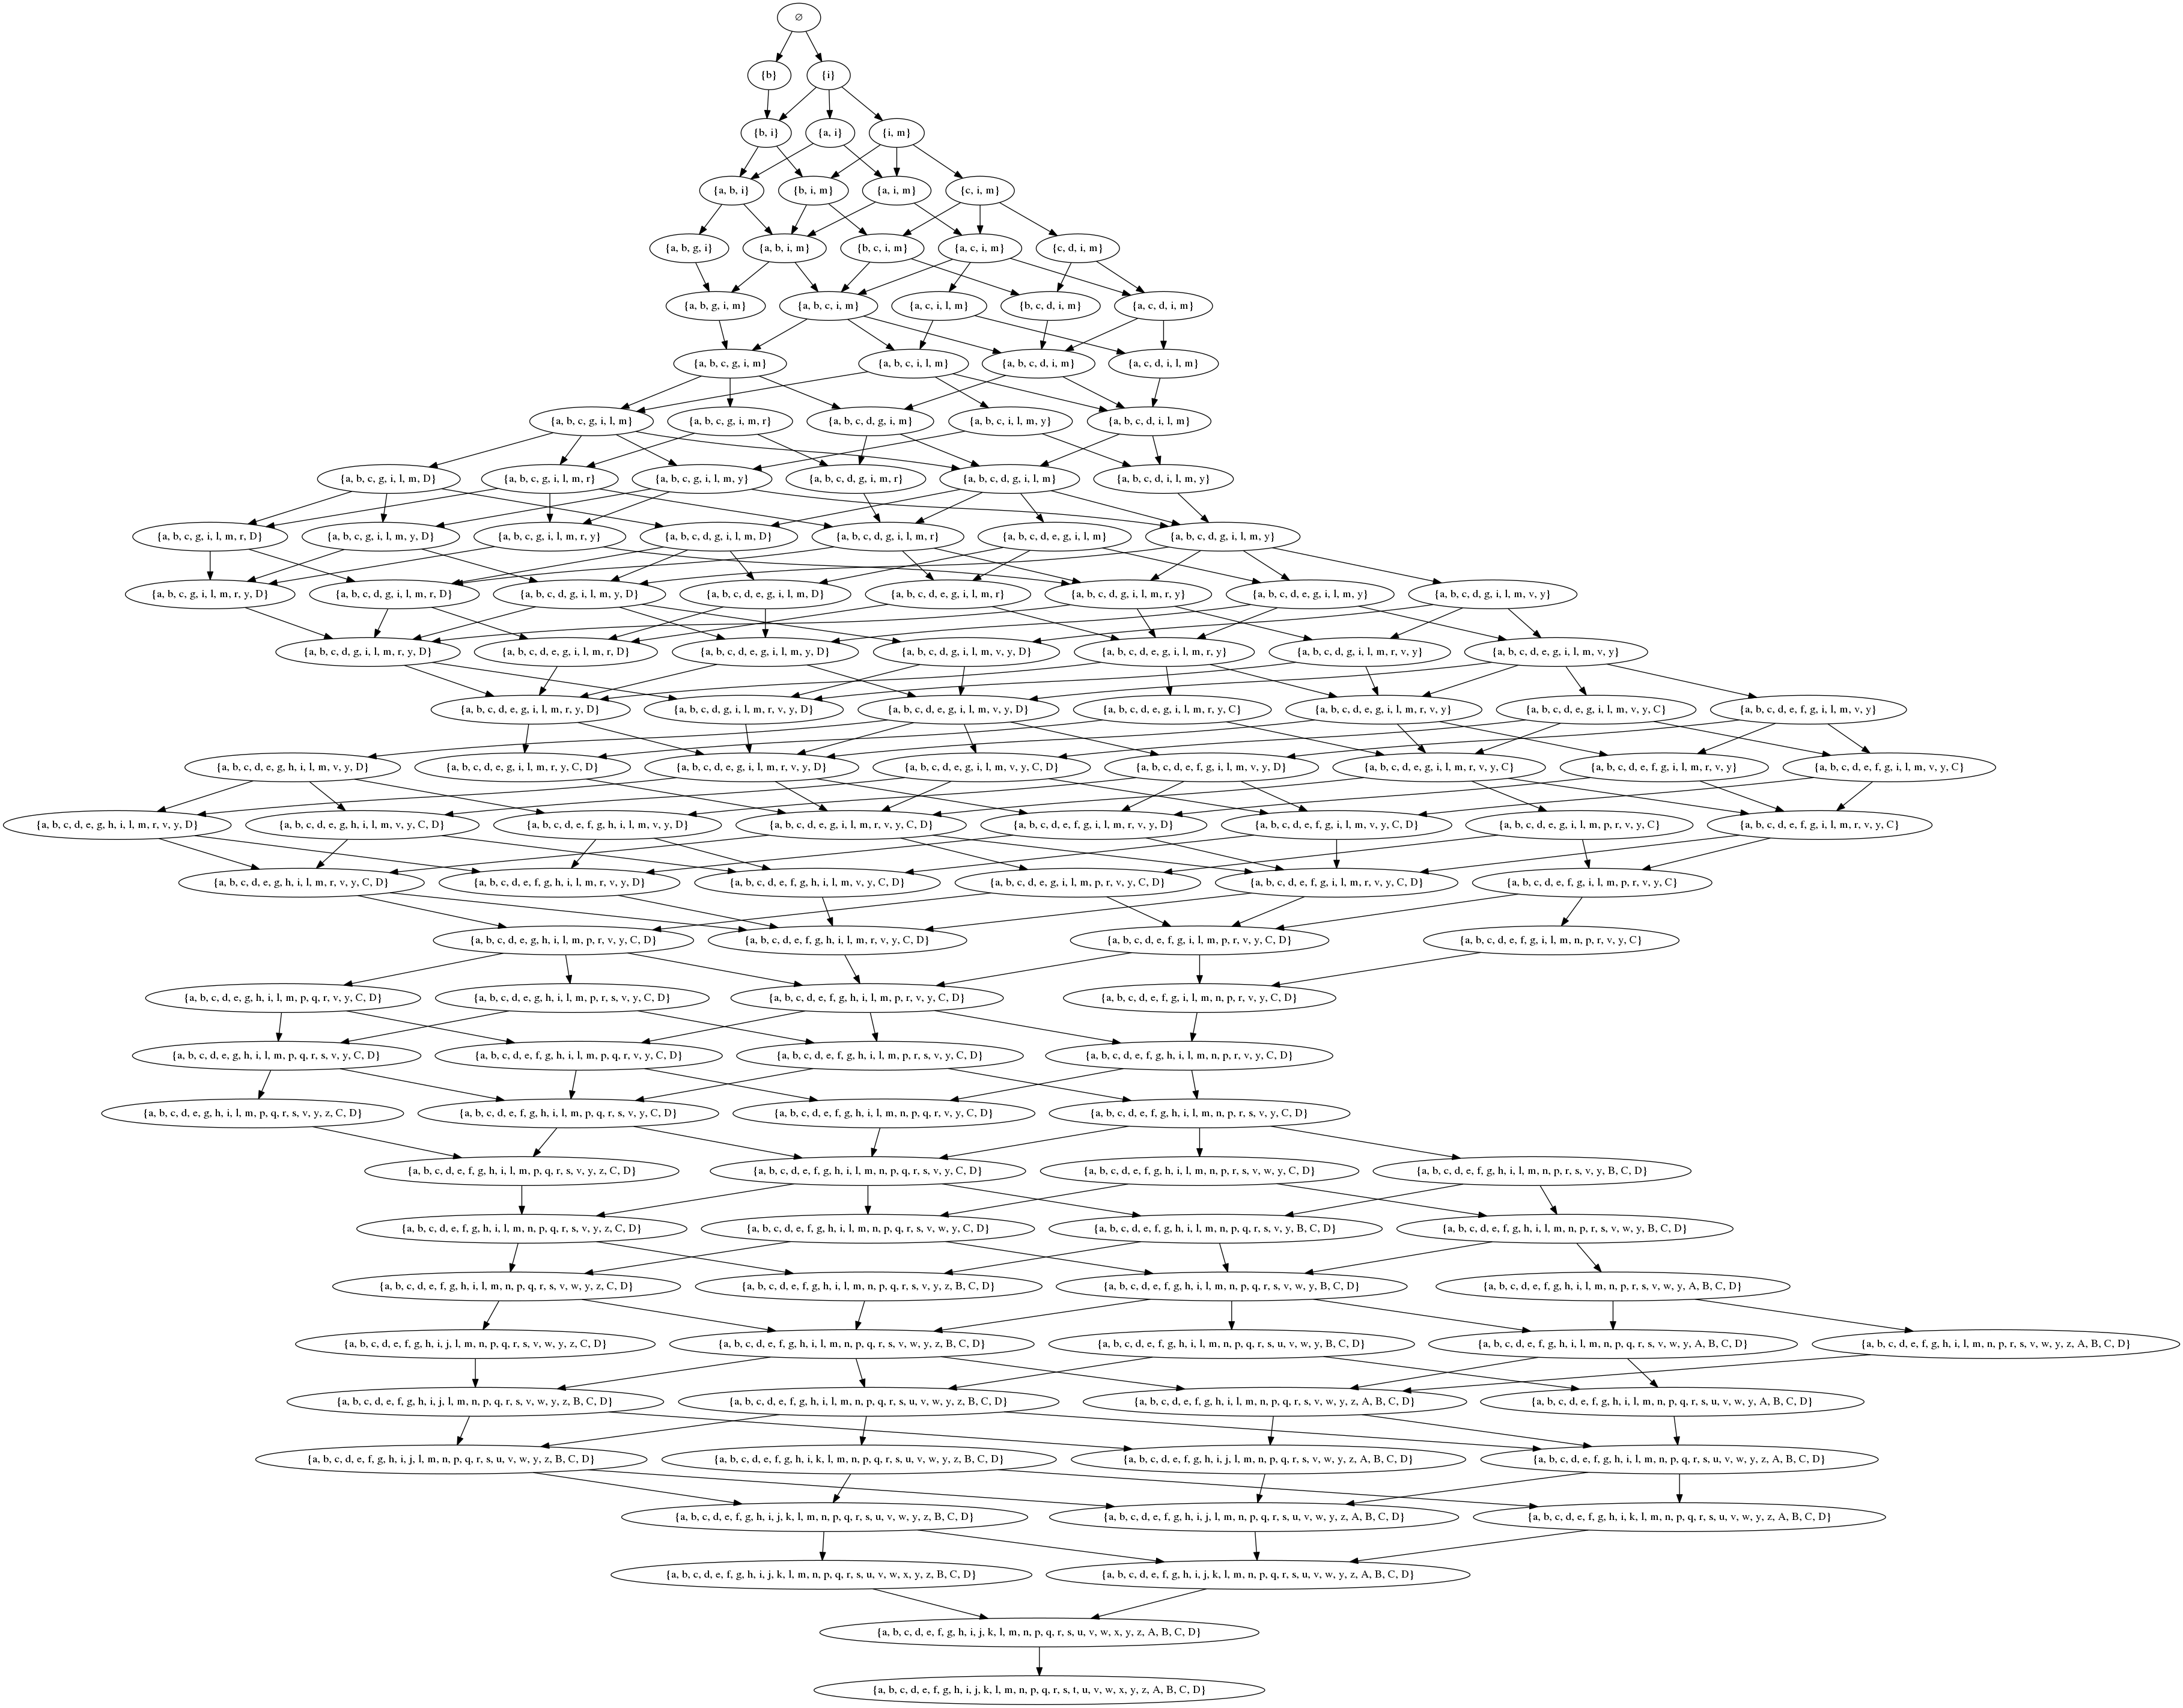 ∅
{b} {i}
{b, i} {a, i} {i, m}
{a, b, i} {b, i, m} {a, i, m} {c, i, m}
{a, b, g, i} {a, b, i, m} {b, c, i, m} {a, c, i, m} {c, d, i, m}
{a, b, g, i, m} {a, b, c, i, m} {a, c, i, l, m} {b, c, d, i, m} {a, c, d, i, m}
{a, b, c, g, i, m} {a, b, c, i, l, m} {a, b, c, d, i, m} {a, c, d, i, l, m}
{a, b, c, g, i, l, m} {a, b, c, g, i, m, r} {a, b, c, d, g, i, m} {a, b, c, i, l, m, y} {a, b, c, d, i, l, m}
{a, b, c, g, i, l, m, D} {a, b, c, g, i, l, m, r} {a, b, c, g, i, l, m, y} {a, b, c, d, g, i, m, r} {a, b, c, d, g, i, l, m} {a, b, c, d, i, l, m, y}
{a, b, c, g, i, l, m, r, D} {a, b, c, g, i, l, m, y, D} {a, b, c, g, i, l, m, r, y} {a, b, c, d, g, i, l, m, D} {a, b, c, d, g, i, l, m, r} {a, b, c, d, e, g, i, l, m} {a, b, c, d, g, i, l, m, y}
{a, b, c, g, i, l, m, r, y, D} {a, b, c, d, g, i, l, m, r, D} {a, b, c, d, g, i, l, m, y, D} {a, b, c, d, e, g, i, l, m, D} {a, b, c, d, e, g, i, l, m, r} {a, b, c, d, g, i, l, m, r, y} {a, b, c, d, e, g, i, l, m, y} {a, b, c, d, g, i, l, m, v, y}
{a, b, c, d, g, i, l, m, r, y, D} {a, b, c, d, e, g, i, l, m, r, D} {a, b, c, d, e, g, i, l, m, y, D} {a, b, c, d, g, i, l, m, v, y, D} {a, b, c, d, e, g, i, l, m, r, y} {a, b, c, d, g, i, l, m, r, v, y} {a, b, c, d, e, g, i, l, m, v, y}
{a, b, c, d, e, g, i, l, m, r, y, D} {a, b, c, d, g, i, l, m, r, v, y, D} {a, b, c, d, e, g, i, l, m, v, y, D} {a, b, c, d, e, g, i, l, m, r, y, C} {a, b, c, d, e, g, i, l, m, r, v, y} {a, b, c, d, e, g, i, l, m, v, y, C} {a, b, c, d, e, f, g, i, l, m, v, y}
{a, b, c, d, e, g, h, i, l, m, v, y, D} {a, b, c, d, e, g, i, l, m, r, y, C, D} {a, b, c, d, e, g, i, l, m, r, v, y, D} {a, b, c, d, e, g, i, l, m, v, y, C, D} {a, b, c, d, e, f, g, i, l, m, v, y, D} {a, b, c, d, e, g, i, l, m, r, v, y, C} {a, b, c, d, e, f, g, i, l, m, r, v, y} {a, b, c, d, e, f, g, i, l, m, v, y, C}
{a, b, c, d, e, g, h, i, l, m, r, v, y, D} {a, b, c, d, e, g, h, i, l, m, v, y, C, D} {a, b, c, d, e, f, g, h, i, l, m, v, y, D} {a, b, c, d, e, g, i, l, m, r, v, y, C, D} {a, b, c, d, e, f, g, i, l, m, r, v, y, D} {a, b, c, d, e, f, g, i, l, m, v, y, C, D} {a, b, c, d, e, g, i, l, m, p, r, v, y, C} {a, b, c, d, e, f, g, i, l, m, r, v, y, C}
{a, b, c, d, e, g, h, i, l, m, r, v, y, C, D} {a, b, c, d, e, f, g, h, i, l, m, r, v, y, D} {a, b, c, d, e, f, g, h, i, l, m, v, y, C, D} {a, b, c, d, e, g, i, l, m, p, r, v, y, C, D} {a, b, c, d, e, f, g, i, l, m, r, v, y, C, D} {a, b, c, d, e, f, g, i, l, m, p, r, v, y, C}
{a, b, c, d, e, g, h, i, l, m, p, r, v, y, C, D} {a, b, c, d, e, f, g, h, i, l, m, r, v, y, C, D} {a, b, c, d, e, f, g, i, l, m, p, r, v, y, C, D} {a, b, c, d, e, f, g, i, l, m, n, p, r, v, y, C}
{a, b, c, d, e, g, h, i, l, m, p, q, r, v, y, C, D} {a, b, c, d, e, g, h, i, l, m, p, r, s, v, y, C, D} {a, b, c, d, e, f, g, h, i, l, m, p, r, v, y, C, D} {a, b, c, d, e, f, g, i, l, m, n, p, r, v, y, C, D}
{a, b, c, d, e, g, h, i, l, m, p, q, r, s, v, y, C, D} {a, b, c, d, e, f, g, h, i, l, m, p, q, r, v, y, C, D} {a, b, c, d, e, f, g, h, i, l, m, p, r, s, v, y, C, D} {a, b, c, d, e, f, g, h, i, l, m, n, p, r, v, y, C, D}
{a, b, c, d, e, g, h, i, l, m, p, q, r, s, v, y, z, C, D} {a, b, c, d, e, f, g, h, i, l, m, p, q, r, s, v, y, C, D} {a, b, c, d, e, f, g, h, i, l, m, n, p, q, r, v, y, C, D} {a, b, c, d, e, f, g, h, i, l, m, n, p, r, s, v, y, C, D}
{a, b, c, d, e, f, g, h, i, l, m, p, q, r, s, v, y, z, C, D} {a, b, c, d, e, f, g, h, i, l, m, n, p, q, r, s, v, y, C, D} {a, b, c, d, e, f, g, h, i, l, m, n, p, r, s, v, w, y, C, D} {a, b, c, d, e, f, g, h, i, l, m, n, p, r, s, v, y, B, C, D}
{a, b, c, d, e, f, g, h, i, l, m, n, p, q, r, s, v, y, z, C, D} {a, b, c, d, e, f, g, h, i, l, m, n, p, q, r, s, v, w, y, C, D} {a, b, c, d, e, f, g, h, i, l, m, n, p, q, r, s, v, y, B, C, D} {a, b, c, d, e, f, g, h, i, l, m, n, p, r, s, v, w, y, B, C, D}
{a, b, c, d, e, f, g, h, i, l, m, n, p, q, r, s, v, w, y, z, C, D} {a, b, c, d, e, f, g, h, i, l, m, n, p, q, r, s, v, y, z, B, C, D} {a, b, c, d, e, f, g, h, i, l, m, n, p, q, r, s, v, w, y, B, C, D} {a, b, c, d, e, f, g, h, i, l, m, n, p, r, s, v, w, y, A, B, C, D}
{a, b, c, d, e, f, g, h, i, j, l, m, n, p, q, r, s, v, w, y, z, C, D} {a, b, c, d, e, f, g, h, i, l, m, n, p, q, r, s, v, w, y, z, B, C, D} {a, b, c, d, e, f, g, h, i, l, m, n, p, q, r, s, u, v, w, y, B, C, D} {a, b, c, d, e, f, g, h, i, l, m, n, p, q, r, s, v, w, y, A, B, C, D} {a, b, c, d, e, f, g, h, i, l, m, n, p, r, s, v, w, y, z, A, B, C, D}
{a, b, c, d, e, f, g, h, i, j, l, m, n, p, q, r, s, v, w, y, z, B, C, D} {a, b, c, d, e, f, g, h, i, l, m, n, p, q, r, s, u, v, w, y, z, B, C, D} {a, b, c, d, e, f, g, h, i, l, m, n, p, q, r, s, v, w, y, z, A, B, C, D} {a, b, c, d, e, f, g, h, i, l, m, n, p, q, r, s, u, v, w, y, A, B, C, D}
{a, b, c, d, e, f, g, h, i, j, l, m, n, p, q, r, s, u, v, w, y, z, B, C, D} {a, b, c, d, e, f, g, h, i, k, l, m, n, p, q, r, s, u, v, w, y, z, B, C, D} {a, b, c, d, e, f, g, h, i, j, l, m, n, p, q, r, s, v, w, y, z, A, B, C, D} {a, b, c, d, e, f, g, h, i, l, m, n, p, q, r, s, u, v, w, y, z, A, B, C, D}
{a, b, c, d, e, f, g, h, i, j, k, l, m, n, p, q, r, s, u, v, w, y, z, B, C, D} {a, b, c, d, e, f, g, h, i, j, l, m, n, p, q, r, s, u, v, w, y, z, A, B, C, D} {a, b, c, d, e, f, g, h, i, k, l, m, n, p, q, r, s, u, v, w, y, z, A, B, C, D}
{a, b, c, d, e, f, g, h, i, j, k, l, m, n, p, q, r, s, u, v, w, x, y, z, B, C, D} {a, b, c, d, e, f, g, h, i, j, k, l, m, n, p, q, r, s, u, v, w, y, z, A, B, C, D}
{a, b, c, d, e, f, g, h, i, j, k, l, m, n, p, q, r, s, u, v, w, x, y, z, A, B, C, D}
{a, b, c, d, e, f, g, h, i, j, k, l, m, n, p, q, r, s, t, u, v, w, x, y, z, A, B, C, D}